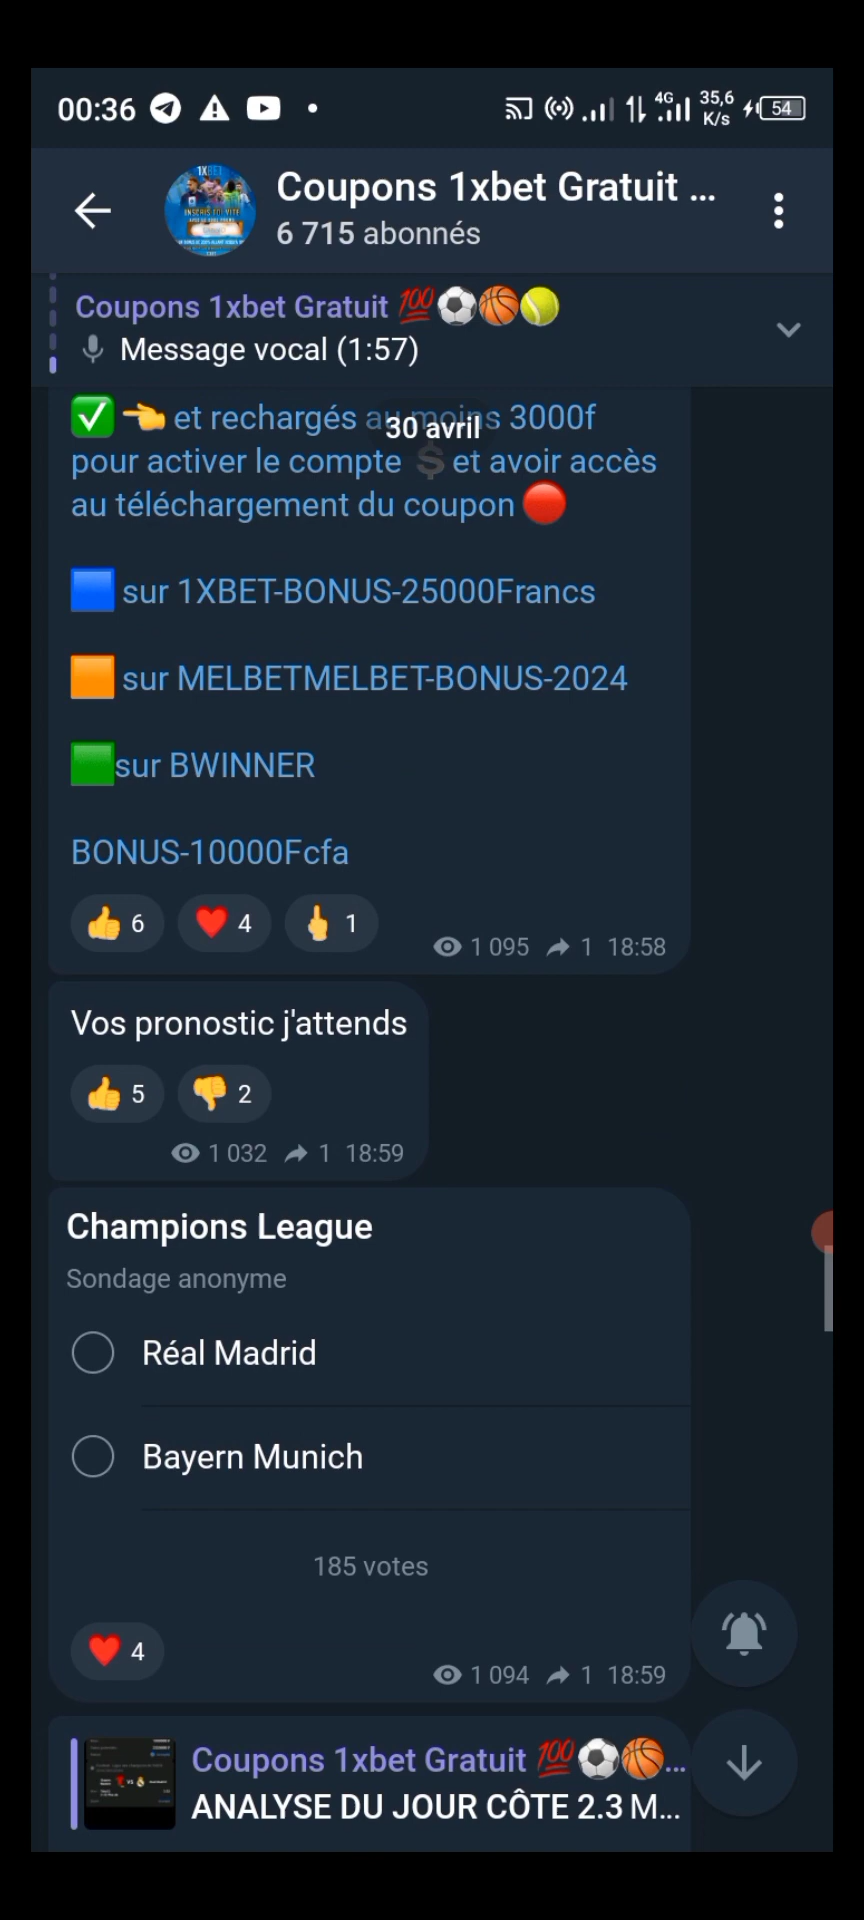 00:36
4G 35,6 K/s 54
Coupons 1xbet Gratuit ...
6 715 abonnés
Coupons 1xbet Gratuit 💯⚽🏀🎾
Message vocal (1:57)
✅👈 et rechargés au moins 3000f
30 avril
pour activer le compte 💲 et avoir accès
au téléchargement du coupon 🔴
🟦 sur 1XBET-BONUS-25000Francs
🟧 sur MELBETMELBET-BONUS-2024
🟩sur BWINNER
BONUS-10000Fcfa
👍 6 ❤️ 4 🖕 1
1 095 1 18:58
Vos pronostic j'attends
👍 5 👎 2
1 032 1 18:59
Champions League
Sondage anonyme
Réal Madrid
Bayern Munich
185 votes
❤️ 4
1 094 1 18:59
Coupons 1xbet Gratuit 💯⚽🏀...
ANALYSE DU JOUR CÔTE 2.3 M...